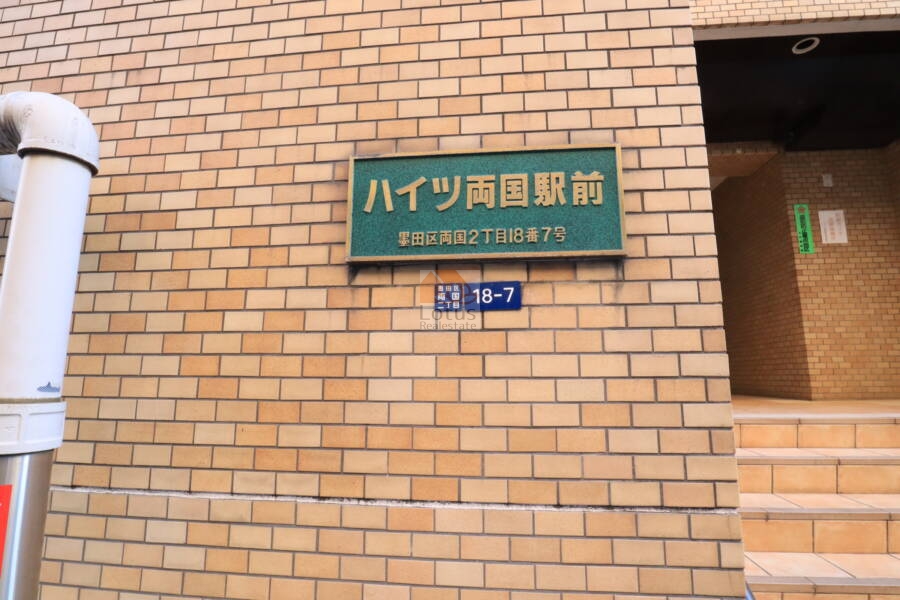 ハイツ両国駅前
墨田区両国2丁目18番7号
墨田区
両国
二丁目
18-7
Lotus
Realestate